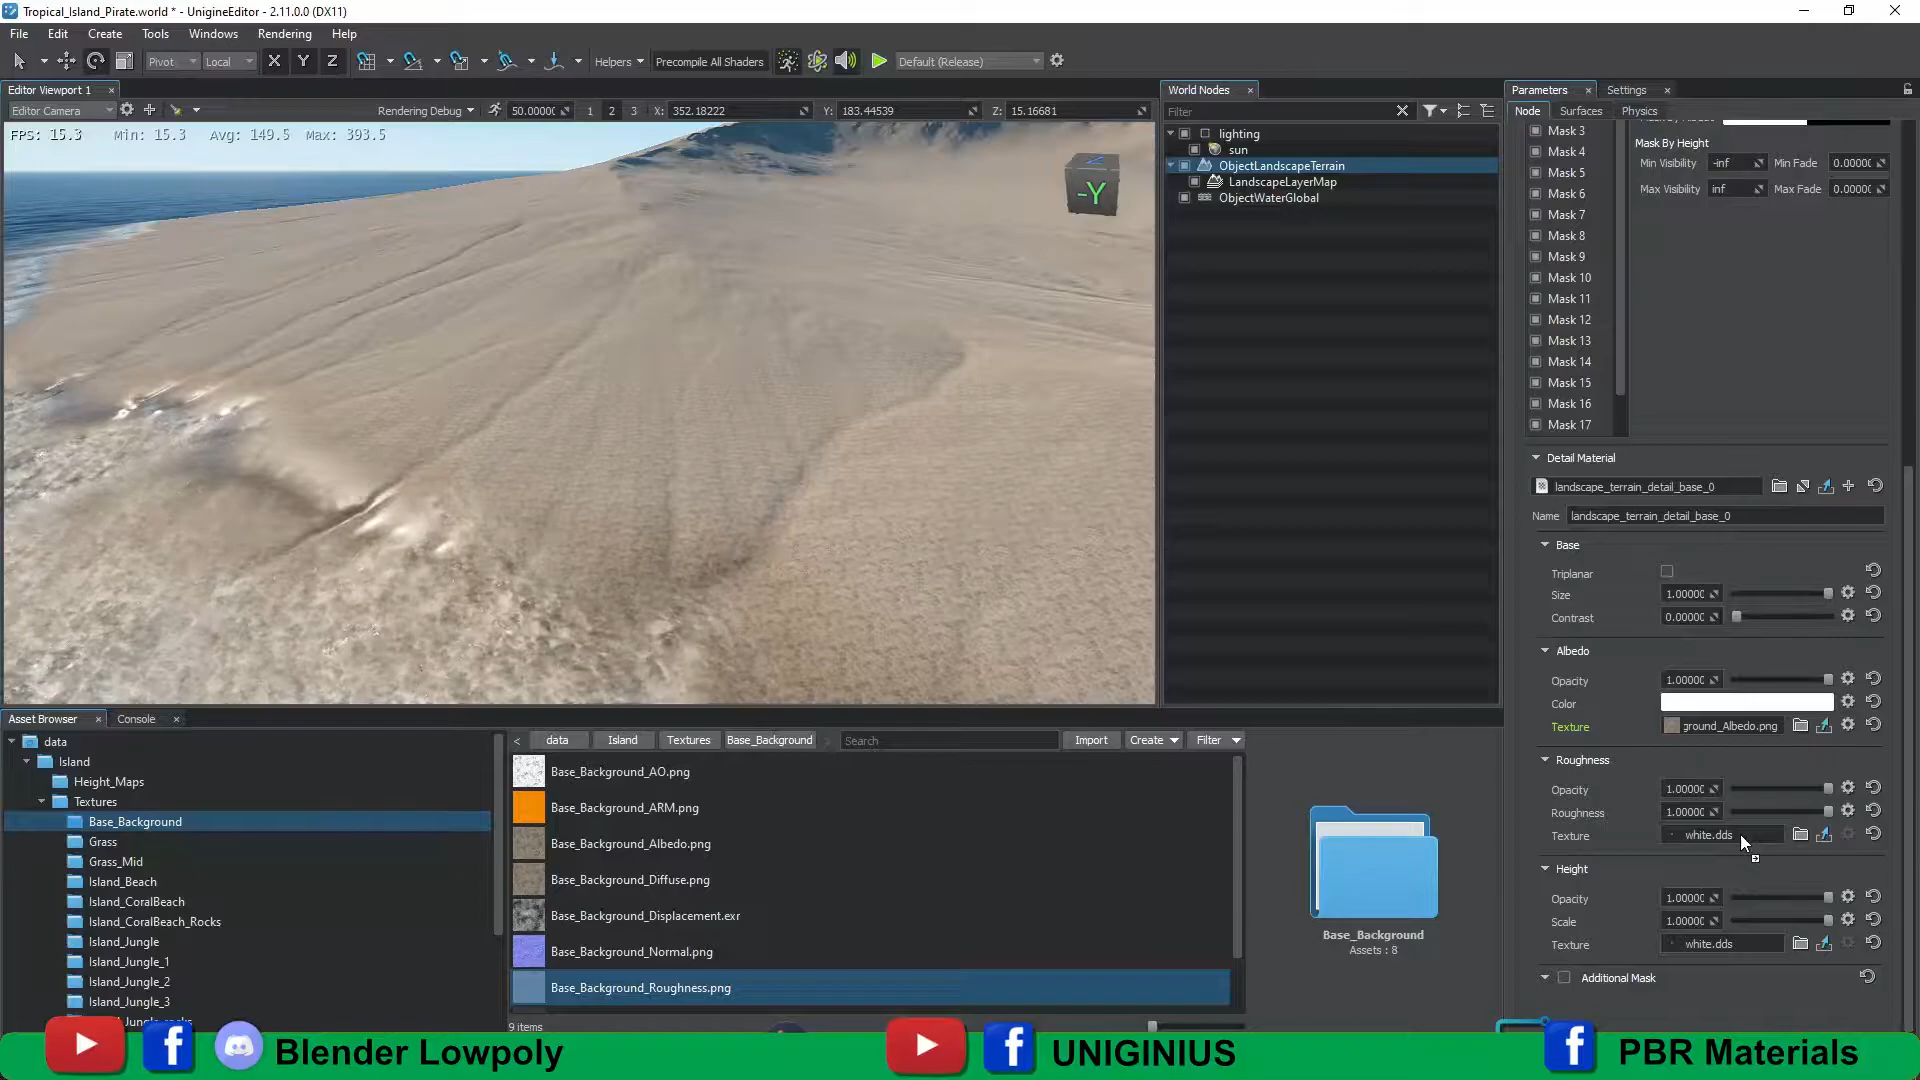 Tropical_Island_Pirate.world * - UnigineEditor - 2.11.0.0 (DX11)
File Edit Create Tools Windows Rendering Help
Pivot Local X Y Z Helpers Precompile All Shaders Default (Release)
Editor Viewport 1
Editor Camera Rendering Debug 50.0000( 1 2 3 X: 352.18222 Y: 183.44539 Z: 15.16681
FPS: 15.3 Min: 15.3 Avg: 149.5 Max: 393.5
Z
-Y
World Nodes
Filter
lighting
sun
ObjectLandscapeTerrain
LandscapeLayerMap
ObjectWaterGlobal
Parameters Settings
Node Surfaces Physics
Mask 3
Mask 4
Mask 5
Mask 6
Mask 7
Mask 8
Mask 9
Mask 10
Mask 11
Mask 12
Mask 13
Mask 14
Mask 15
Mask 16
Mask 17
Mask By Height
Min Visibility -inf Min Fade 0.0000(
Max Visibility inf Max Fade 0.0000(
Detail Material
landscape_terrain_detail_base_0
Name landscape_terrain_detail_base_0
Base
Triplanar
Size 1.0000(
Contrast 0.0000(
Albedo
Opacity 1.0000(
Color
Texture ground_Albedo.png
Roughness
Opacity 1.0000(
Roughness 1.0000(
Texture white.dds
Height
Opacity 1.0000(
Scale 1.0000(
Texture white.dds
Additional Mask
Asset Browser Console
data
Island
Height_Maps
Textures
Base_Background
Grass
Grass_Mid
Island_Beach
Island_CoralBeach
Island_CoralBeach_Rocks
Island_Jungle
Island_Jungle_1
Island_Jungle_2
Island_Jungle_3
< data Island Textures Base_Background Search Import Create Filter
Base_Background_AO.png
Base_Background_ARM.png
Base_Background_Albedo.png
Base_Background_Diffuse.png
Base_Background_Displacement.exr
Base_Background_Normal.png
Base_Background_Roughness.png
9 items
Base_Background
Assets : 8
Blender Lowpoly
UNIGINIUS
PBR Materials